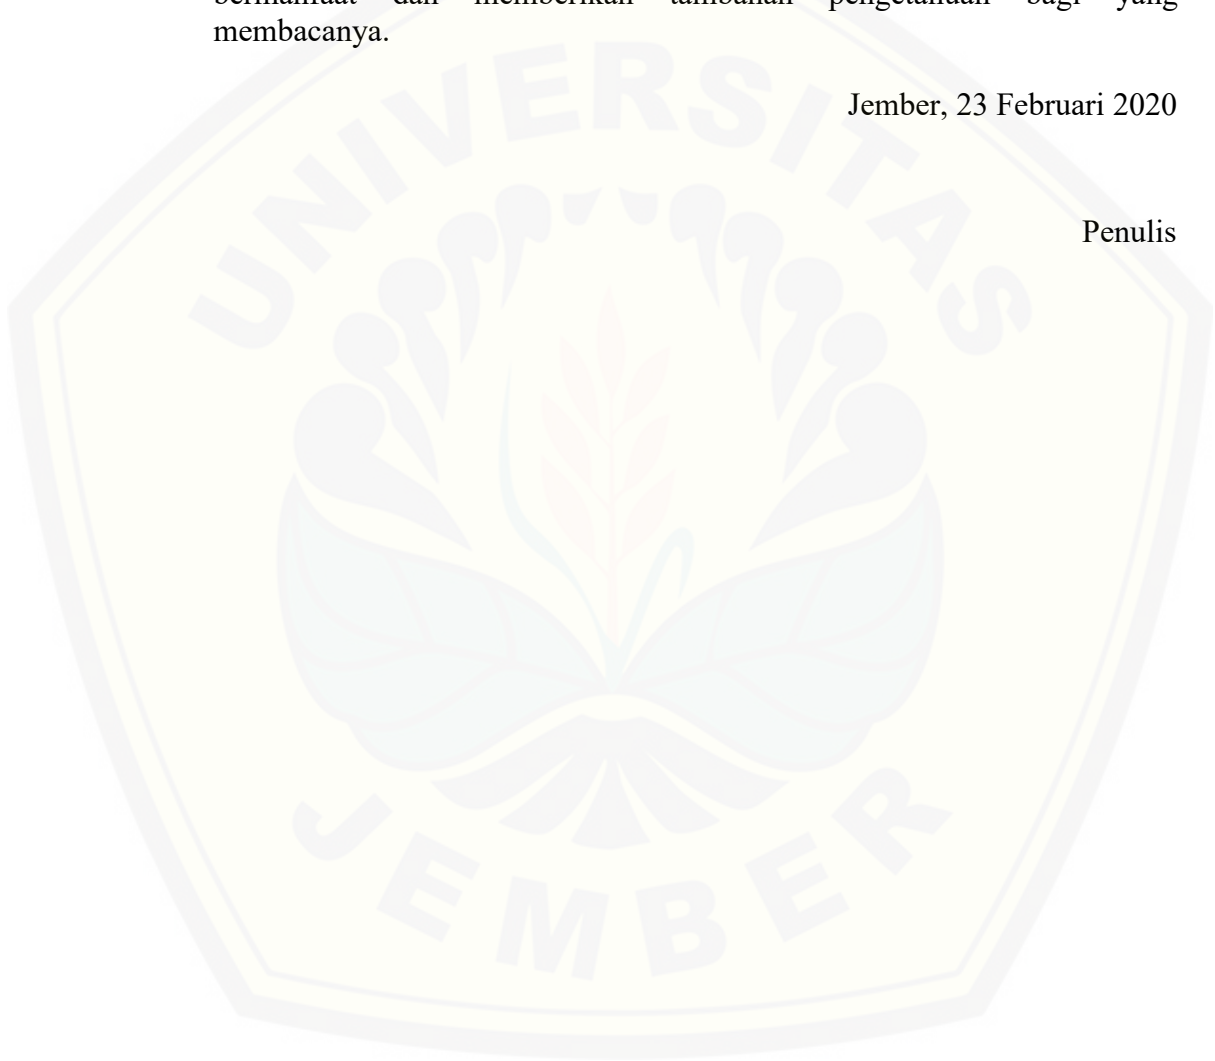 bermanfaat dan memberikan tambahan pengetahuan bagi yang
membacanya.
Jember, 23 Februari 2020
Penulis
UNIVERSITAS
JEMBER